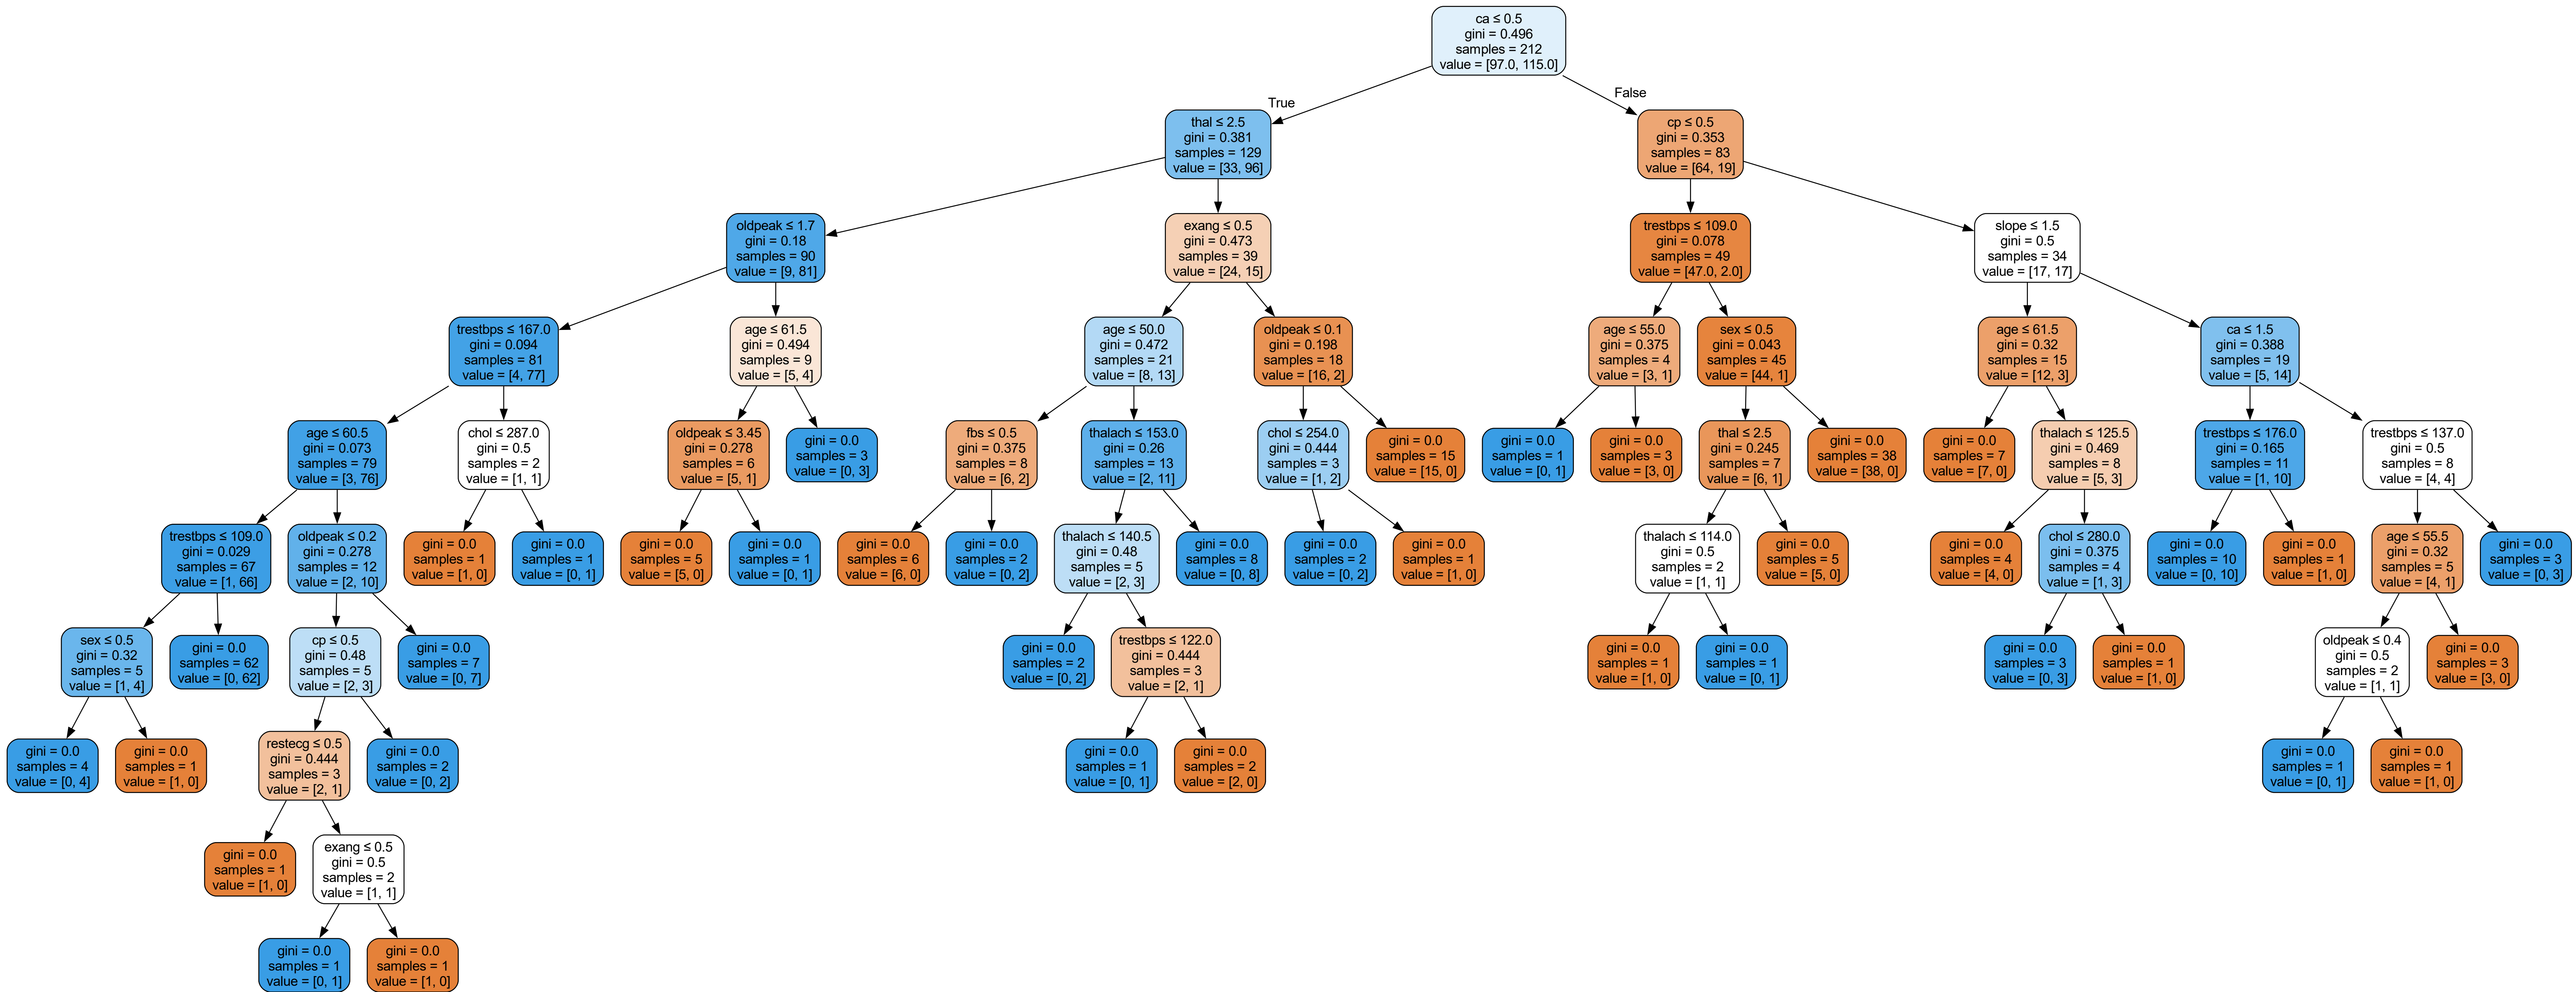 ca ≤ 0.5
gini = 0.496
samples = 212
value = [97.0, 115.0]
True
False
thal ≤ 2.5
gini = 0.381
samples = 129
value = [33, 96]
cp ≤ 0.5
gini = 0.353
samples = 83
value = [64, 19]
oldpeak ≤ 1.7
gini = 0.18
samples = 90
value = [9, 81]
exang ≤ 0.5
gini = 0.473
samples = 39
value = [24, 15]
trestbps ≤ 109.0
gini = 0.078
samples = 49
value = [47.0, 2.0]
slope ≤ 1.5
gini = 0.5
samples = 34
value = [17, 17]
trestbps ≤ 167.0
gini = 0.094
samples = 81
value = [4, 77]
age ≤ 61.5
gini = 0.494
samples = 9
value = [5, 4]
age ≤ 50.0
gini = 0.472
samples = 21
value = [8, 13]
oldpeak ≤ 0.1
gini = 0.198
samples = 18
value = [16, 2]
age ≤ 55.0
gini = 0.375
samples = 4
value = [3, 1]
sex ≤ 0.5
gini = 0.043
samples = 45
value = [44, 1]
age ≤ 61.5
gini = 0.32
samples = 15
value = [12, 3]
ca ≤ 1.5
gini = 0.388
samples = 19
value = [5, 14]
age ≤ 60.5
gini = 0.073
samples = 79
value = [3, 76]
chol ≤ 287.0
gini = 0.5
samples = 2
value = [1, 1]
oldpeak ≤ 3.45
gini = 0.278
samples = 6
value = [5, 1]
gini = 0.0
samples = 3
value = [0, 3]
fbs ≤ 0.5
gini = 0.375
samples = 8
value = [6, 2]
thalach ≤ 153.0
gini = 0.26
samples = 13
value = [2, 11]
chol ≤ 254.0
gini = 0.444
samples = 3
value = [1, 2]
gini = 0.0
samples = 15
value = [15, 0]
gini = 0.0
samples = 1
value = [0, 1]
gini = 0.0
samples = 3
value = [3, 0]
thal ≤ 2.5
gini = 0.245
samples = 7
value = [6, 1]
gini = 0.0
samples = 38
value = [38, 0]
gini = 0.0
samples = 7
value = [7, 0]
thalach ≤ 125.5
gini = 0.469
samples = 8
value = [5, 3]
trestbps ≤ 176.0
gini = 0.165
samples = 11
value = [1, 10]
trestbps ≤ 137.0
gini = 0.5
samples = 8
value = [4, 4]
trestbps ≤ 109.0
gini = 0.029
samples = 67
value = [1, 66]
oldpeak ≤ 0.2
gini = 0.278
samples = 12
value = [2, 10]
gini = 0.0
samples = 1
value = [1, 0]
gini = 0.0
samples = 1
value = [0, 1]
gini = 0.0
samples = 5
value = [5, 0]
gini = 0.0
samples = 1
value = [0, 1]
gini = 0.0
samples = 6
value = [6, 0]
gini = 0.0
samples = 2
value = [0, 2]
thalach ≤ 140.5
gini = 0.48
samples = 5
value = [2, 3]
gini = 0.0
samples = 8
value = [0, 8]
gini = 0.0
samples = 2
value = [0, 2]
gini = 0.0
samples = 1
value = [1, 0]
thalach ≤ 114.0
gini = 0.5
samples = 2
value = [1, 1]
gini = 0.0
samples = 5
value = [5, 0]
gini = 0.0
samples = 4
value = [4, 0]
chol ≤ 280.0
gini = 0.375
samples = 4
value = [1, 3]
gini = 0.0
samples = 10
value = [0, 10]
gini = 0.0
samples = 1
value = [1, 0]
age ≤ 55.5
gini = 0.32
samples = 5
value = [4, 1]
gini = 0.0
samples = 3
value = [0, 3]
sex ≤ 0.5
gini = 0.32
samples = 5
value = [1, 4]
gini = 0.0
samples = 62
value = [0, 62]
cp ≤ 0.5
gini = 0.48
samples = 5
value = [2, 3]
gini = 0.0
samples = 7
value = [0, 7]
gini = 0.0
samples = 2
value = [0, 2]
trestbps ≤ 122.0
gini = 0.444
samples = 3
value = [2, 1]
gini = 0.0
samples = 1
value = [1, 0]
gini = 0.0
samples = 1
value = [0, 1]
gini = 0.0
samples = 3
value = [0, 3]
gini = 0.0
samples = 1
value = [1, 0]
oldpeak ≤ 0.4
gini = 0.5
samples = 2
value = [1, 1]
gini = 0.0
samples = 3
value = [3, 0]
gini = 0.0
samples = 4
value = [0, 4]
gini = 0.0
samples = 1
value = [1, 0]
restecg ≤ 0.5
gini = 0.444
samples = 3
value = [2, 1]
gini = 0.0
samples = 2
value = [0, 2]
gini = 0.0
samples = 1
value = [0, 1]
gini = 0.0
samples = 2
value = [2, 0]
gini = 0.0
samples = 1
value = [0, 1]
gini = 0.0
samples = 1
value = [1, 0]
gini = 0.0
samples = 1
value = [1, 0]
exang ≤ 0.5
gini = 0.5
samples = 2
value = [1, 1]
gini = 0.0
samples = 1
value = [0, 1]
gini = 0.0
samples = 1
value = [1, 0]